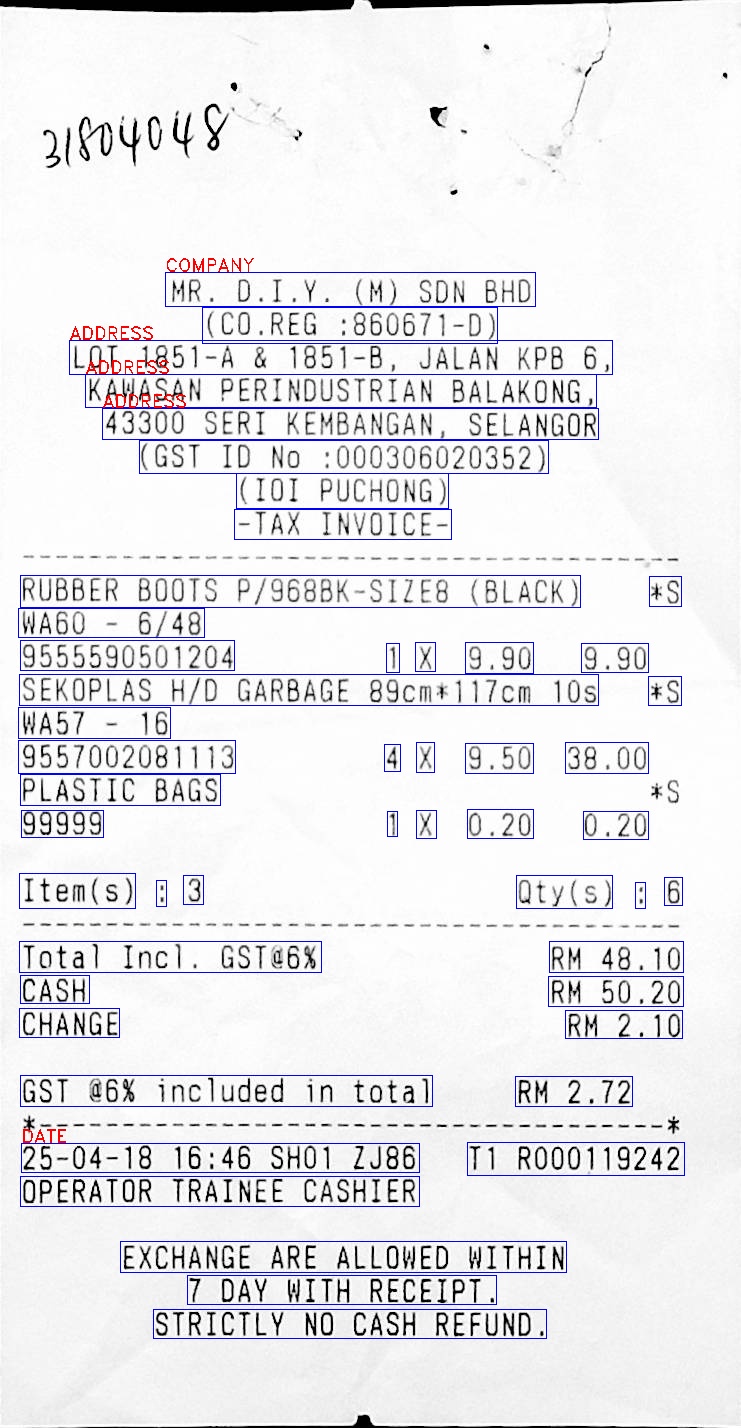 31804048
COMPANY
MR. D.I.Y. (M) SDN BHD
(CO.REG :860671-D)
ADDRESS
LOT 1851-A & 1851-B, JALAN KPB 6,
ADDRESS
KAWASAN PERINDUSTRIAN BALAKONG,
ADDRESS
43300 SERI KEMBANGAN, SELANGOR
(GST ID No :000306020352)
(IOI PUCHONG)
-TAX INVOICE-
RUBBER BOOTS P/968BK-SIZE8 (BLACK) *S
WA60 - 6/48
9555590501204 1 X 9.90 9.90
SEKOPLAS H/D GARBAGE 89cm*117cm 10s *S
WA57 - 16
9557002081113 4 X 9.50 38.00
PLASTIC BAGS *S
99999 1 X 0.20 0.20
Item(s) : 3 Qty(s) : 6
Total Incl. GST@6% RM 48.10
CASH RM 50.20
CHANGE RM 2.10
GST @6% included in total RM 2.72
*---------------------------------------*
DATE
25-04-18 16:46 SH01 ZJ86 T1 R000119242
OPERATOR TRAINEE CASHIER
EXCHANGE ARE ALLOWED WITHIN
7 DAY WITH RECEIPT.
STRICTLY NO CASH REFUND.